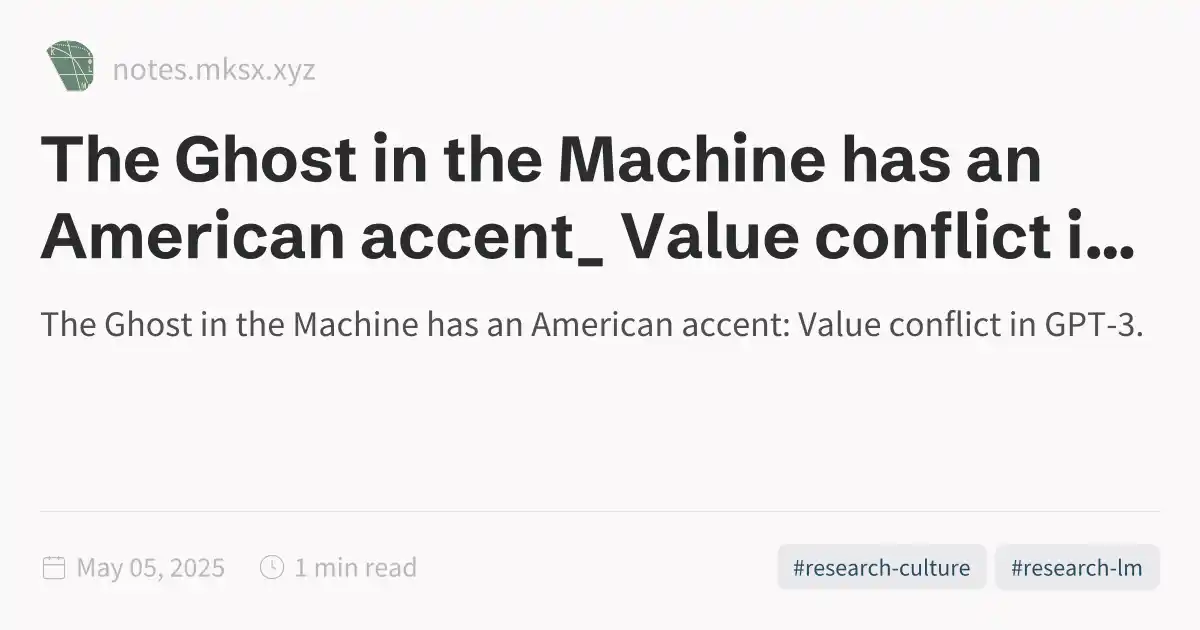 notes.mksx.xyz
The Ghost in the Machine has an
American accent_ Value conflict i...
The Ghost in the Machine has an American accent: Value conflict in GPT-3.
May 05, 2025
1 min read
#research-culture
#research-lm